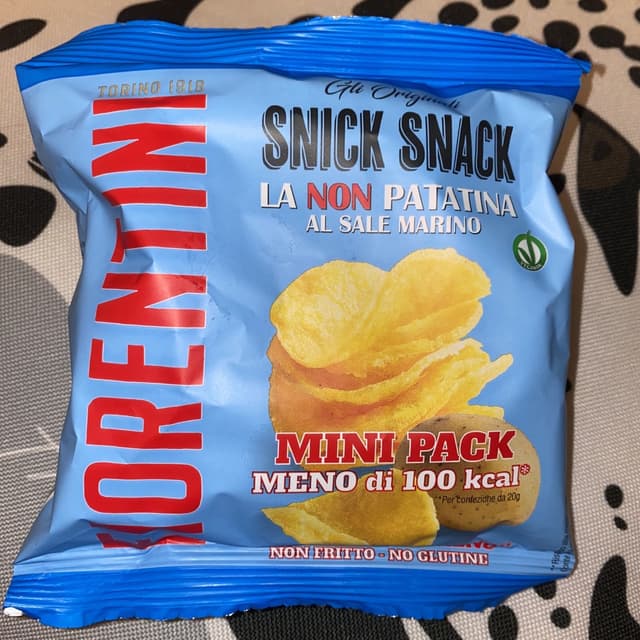 TORINO 1918
FIORENTINI
Gli Originali
SNICK SNACK
LA NON PATATINA
AL SALE MARINO
MINI PACK
MENO di 100 kcal*
*Per confezione da 20g
NON FRITTO - NO GLUTINE